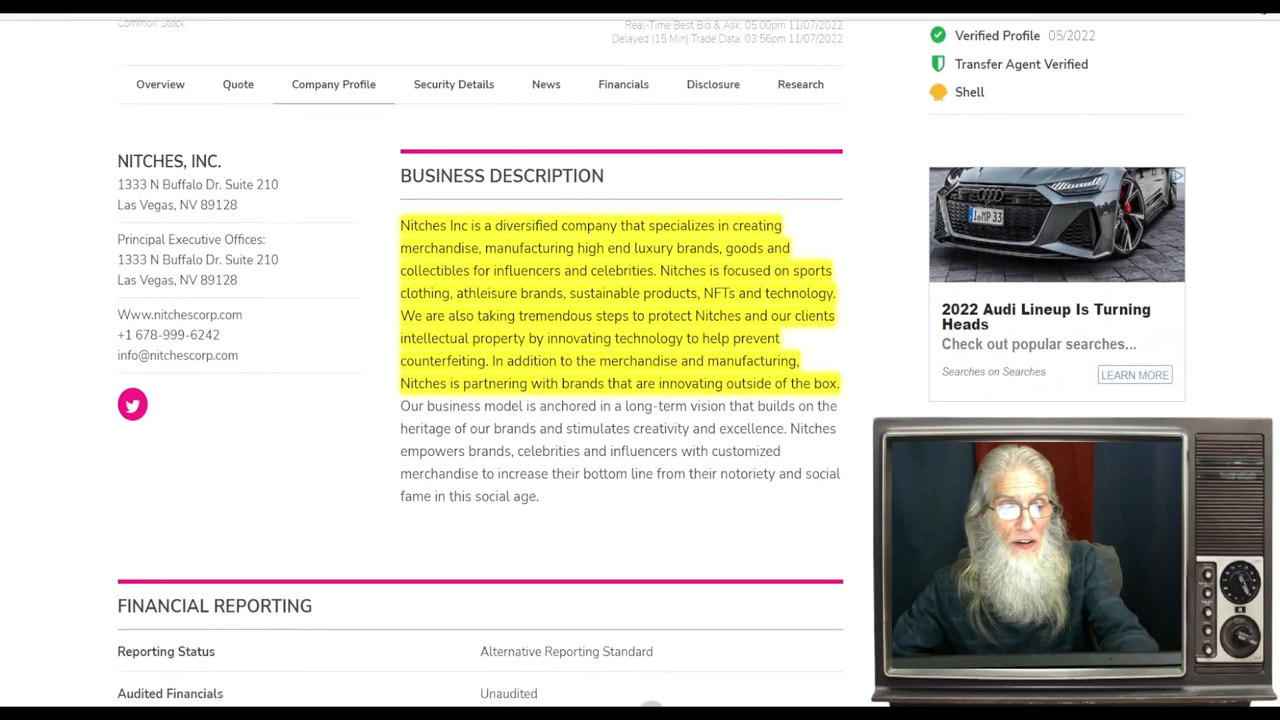 Common Stock
Real-Time Best Bid & Ask: 05:00pm 11/07/2022
Delayed (15 Min) Trade Data: 03:56pm 11/07/2022
Overview
Quote
Company Profile
Security Details
News
Financials
Disclosure
Research
NITCHES, INC.
1333 N Buffalo Dr. Suite 210
Las Vegas, NV 89128
Principal Executive Offices:
1333 N Buffalo Dr. Suite 210
Las Vegas, NV 89128
Www.nitchescorp.com
+1 678-999-6242
info@nitchescorp.com
BUSINESS DESCRIPTION
Nitches Inc is a diversified company that specializes in creating
merchandise, manufacturing high end luxury brands, goods and
collectibles for influencers and celebrities. Nitches is focused on sports
clothing, athleisure brands, sustainable products, NFTs and technology.
We are also taking tremendous steps to protect Nitches and our clients
intellectual property by innovating technology to help prevent
counterfeiting. In addition to the merchandise and manufacturing,
Nitches is partnering with brands that are innovating outside of the box.
Our business model is anchored in a long-term vision that builds on the
heritage of our brands and stimulates creativity and excellence. Nitches
empowers brands, celebrities and influencers with customized
merchandise to increase their bottom line from their notoriety and social
fame in this social age.
FINANCIAL REPORTING
Reporting Status
Alternative Reporting Standard
Audited Financials
Unaudited
Verified Profile 05/2022
Transfer Agent Verified
Shell
2022 Audi Lineup Is Turning
Heads
Check out popular searches...
Searches on Searches
LEARN MORE